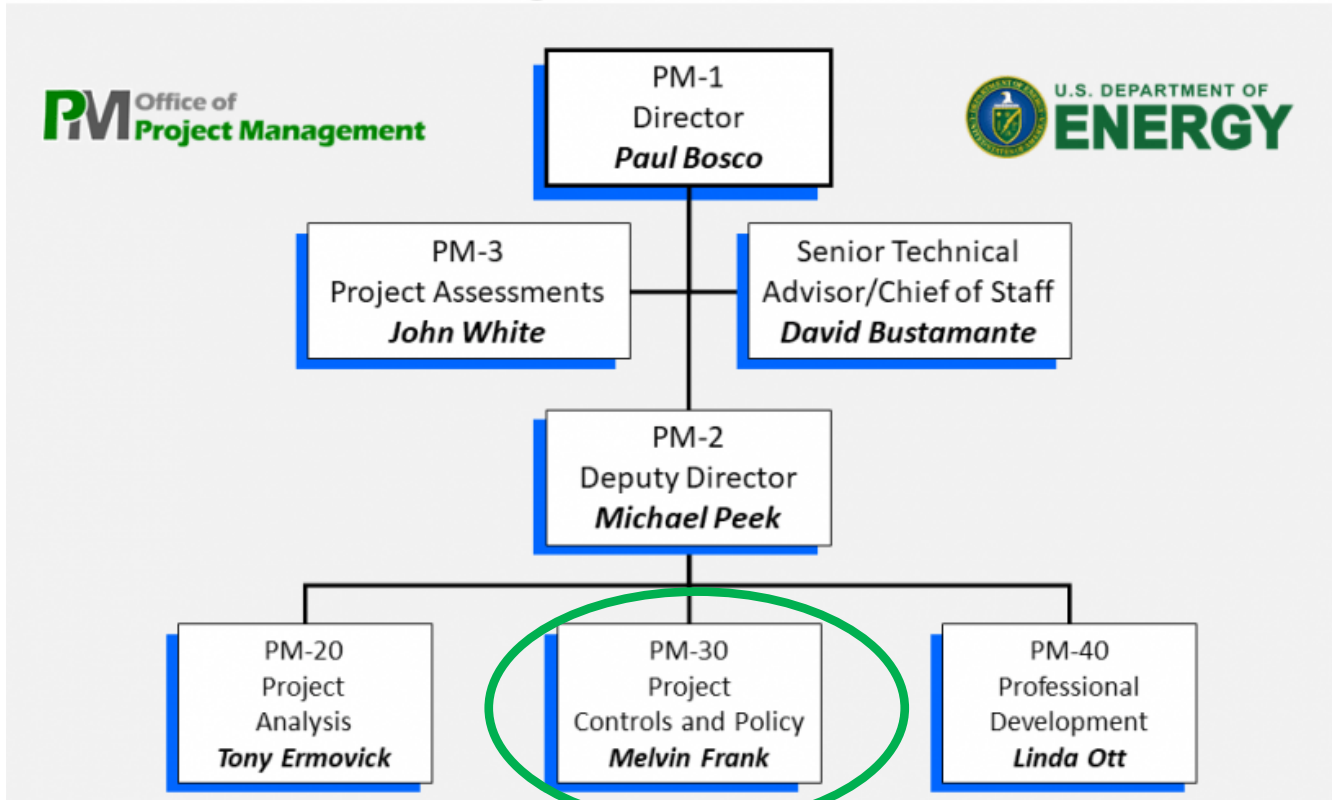 PM-1
Director
Paul Bosco
PM Office of
Project Management
U.S. DEPARTMENT OF
ENERGY
PM-3
Project Assessments
John White
Senior Technical
Advisor/Chief of Staff
David Bustamante
PM-2
Deputy Director
Michael Peek
PM-20
Project
Analysis
Tony Ermovick
PM-30
Project
Controls and Policy
Melvin Frank
PM-40
Professional
Development
Linda Ott